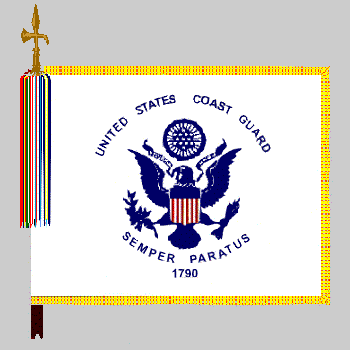 UNITED STATES COAST GUARD
SEMPER PARATUS
1790